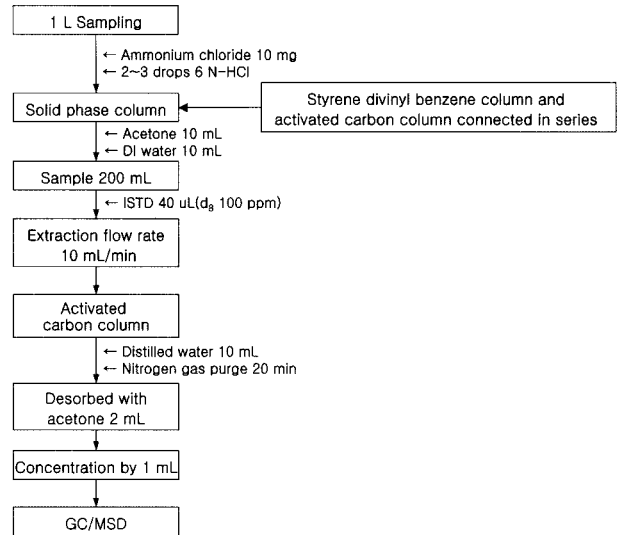 1 L Sampling
← Ammonium chloride 10 mg
← 2~3 drops 6 N-HCl
Solid phase column
Styrene divinyl benzene column and
activated carbon column connected in series
← Acetone 10 mL
← DI water 10 mL
Sample 200 mL
← ISTD 40 uL(d₈ 100 ppm)
Extraction flow rate
10 mL/min
Activated
carbon column
← Distilled water 10 mL
← Nitrogen gas purge 20 min
Desorbed with
acetone 2 mL
Concentration by 1 mL
GC/MSD